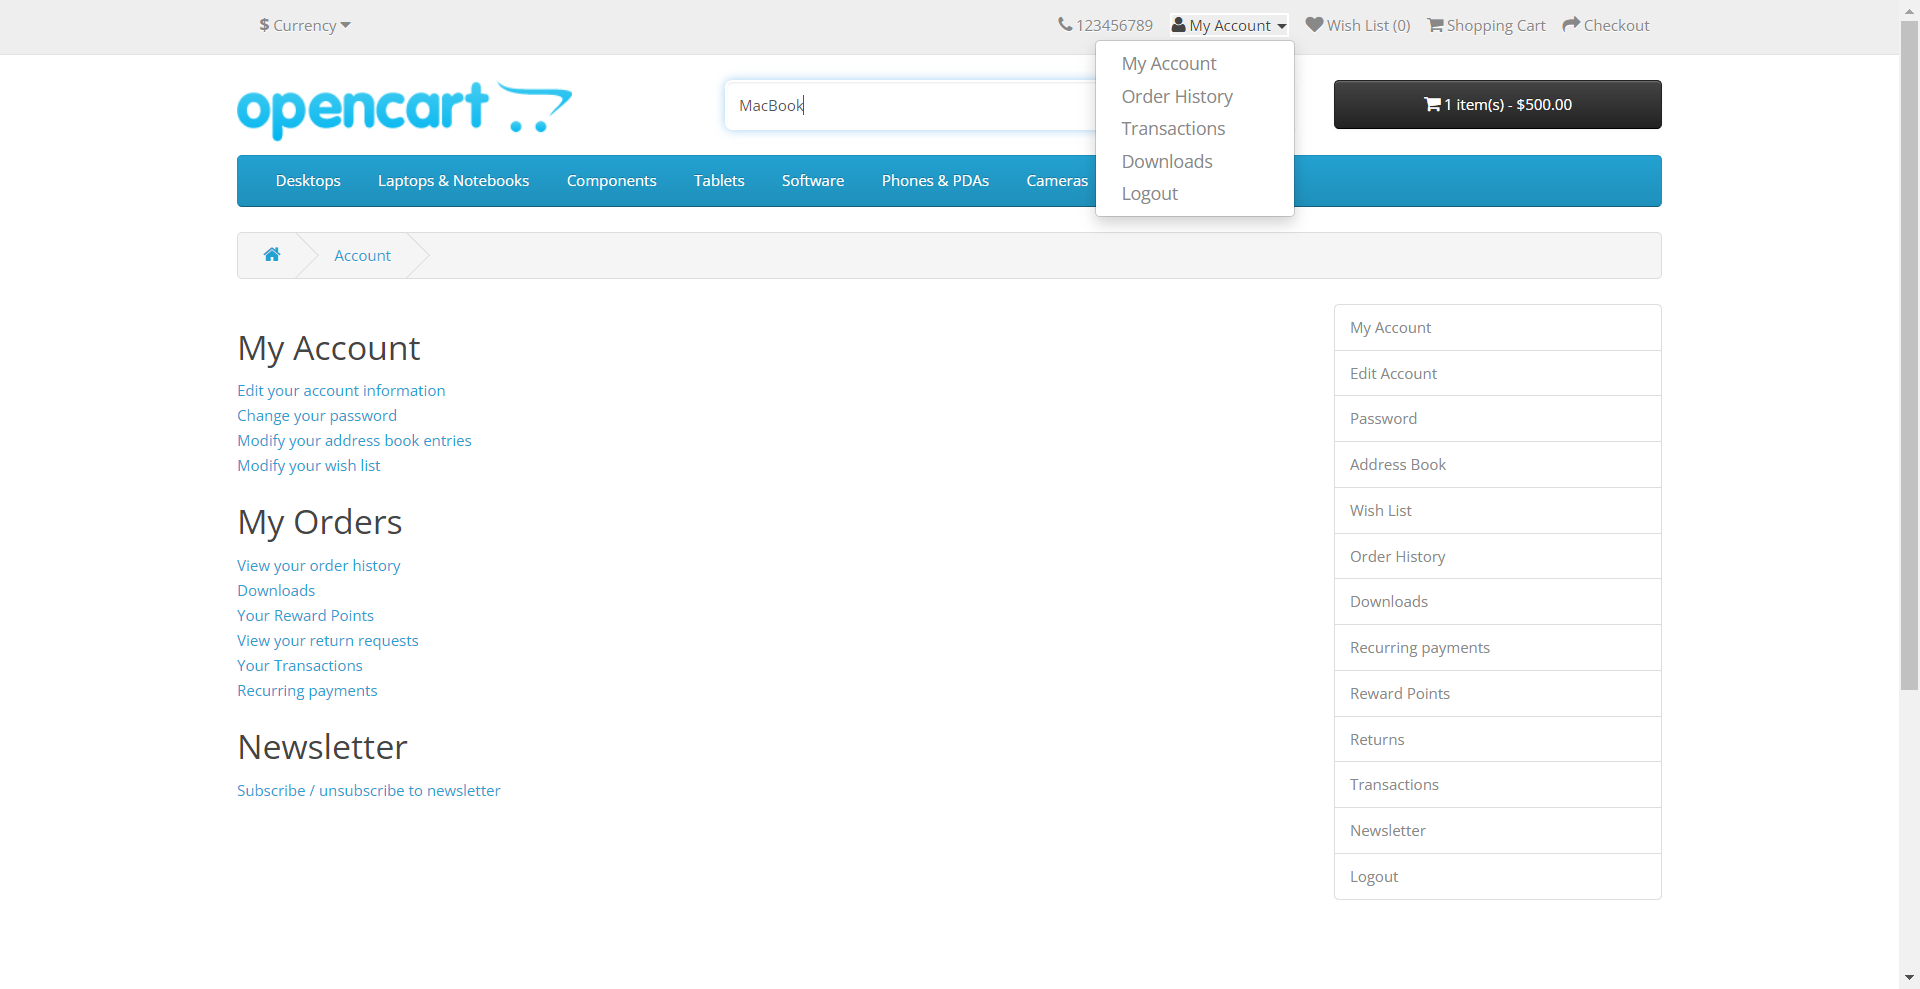 $ Currency
123456789
My Account
Wish List (0)
Shopping Cart
Checkout
My Account
Order History
Transactions
Downloads
Logout
opencart
MacBook
1 item(s) - $500.00
Desktops
Laptops & Notebooks
Components
Tablets
Software
Phones & PDAs
Cameras
Account
My Account
Edit your account information
Change your password
Modify your address book entries
Modify your wish list
My Orders
View your order history
Downloads
Your Reward Points
View your return requests
Your Transactions
Recurring payments
Newsletter
Subscribe / unsubscribe to newsletter
My Account
Edit Account
Password
Address Book
Wish List
Order History
Downloads
Recurring payments
Reward Points
Returns
Transactions
Newsletter
Logout